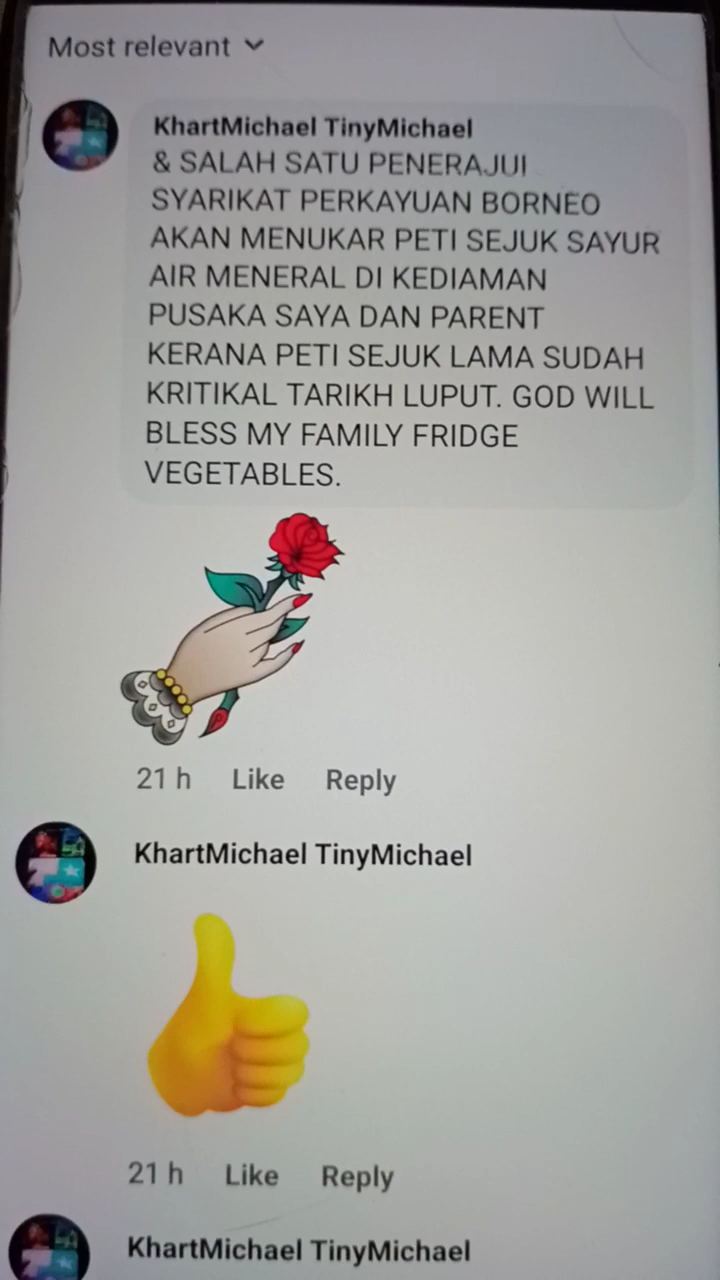 Most relevant
KhartMichael TinyMichael
& SALAH SATU PENERAJUI
SYARIKAT PERKAYUAN BORNEO
AKAN MENUKAR PETI SEJUK SAYUR
AIR MENERAL DI KEDIAMAN
PUSAKA SAYA DAN PARENT
KERANA PETI SEJUK LAMA SUDAH
KRITIKAL TARIKH LUPUT. GOD WILL
BLESS MY FAMILY FRIDGE
VEGETABLES.
21 h Like Reply
KhartMichael TinyMichael
21 h Like Reply
KhartMichael TinyMichael